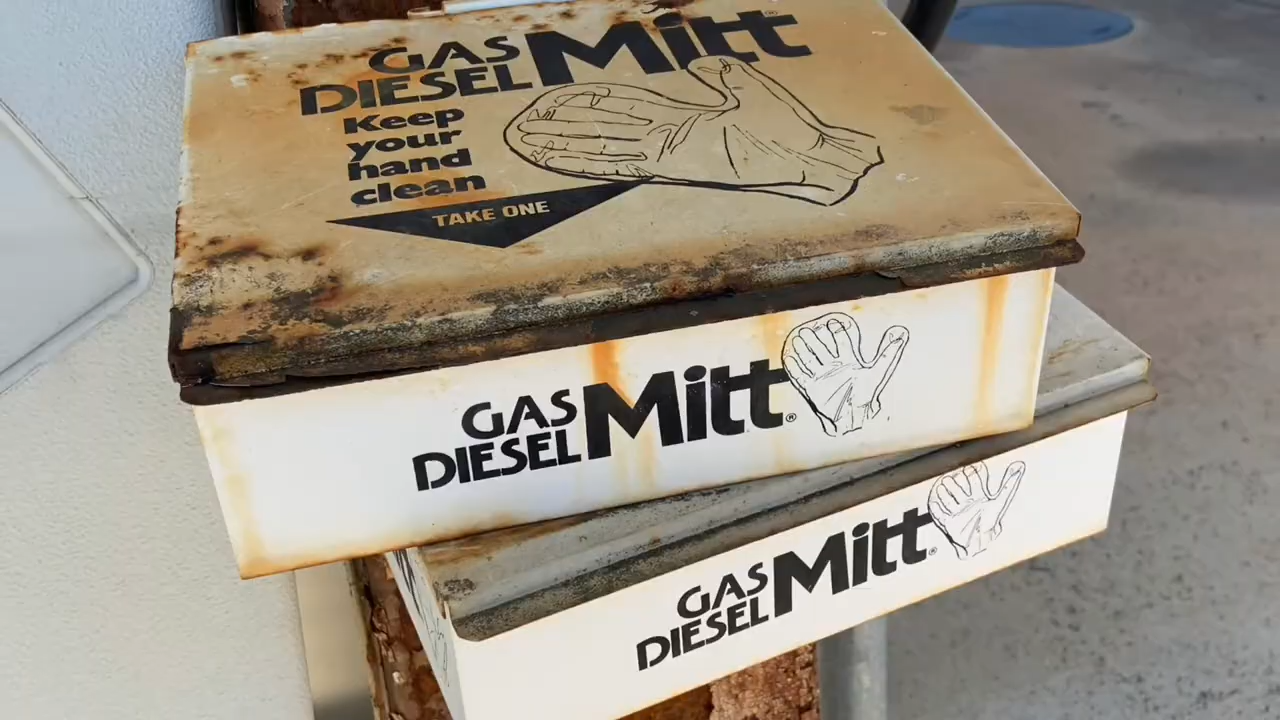 GAS
DIESEL Mitt®
Keep
your
hand
clean
TAKE ONE
GAS
DIESEL Mitt®
GAS
DIESEL Mitt®